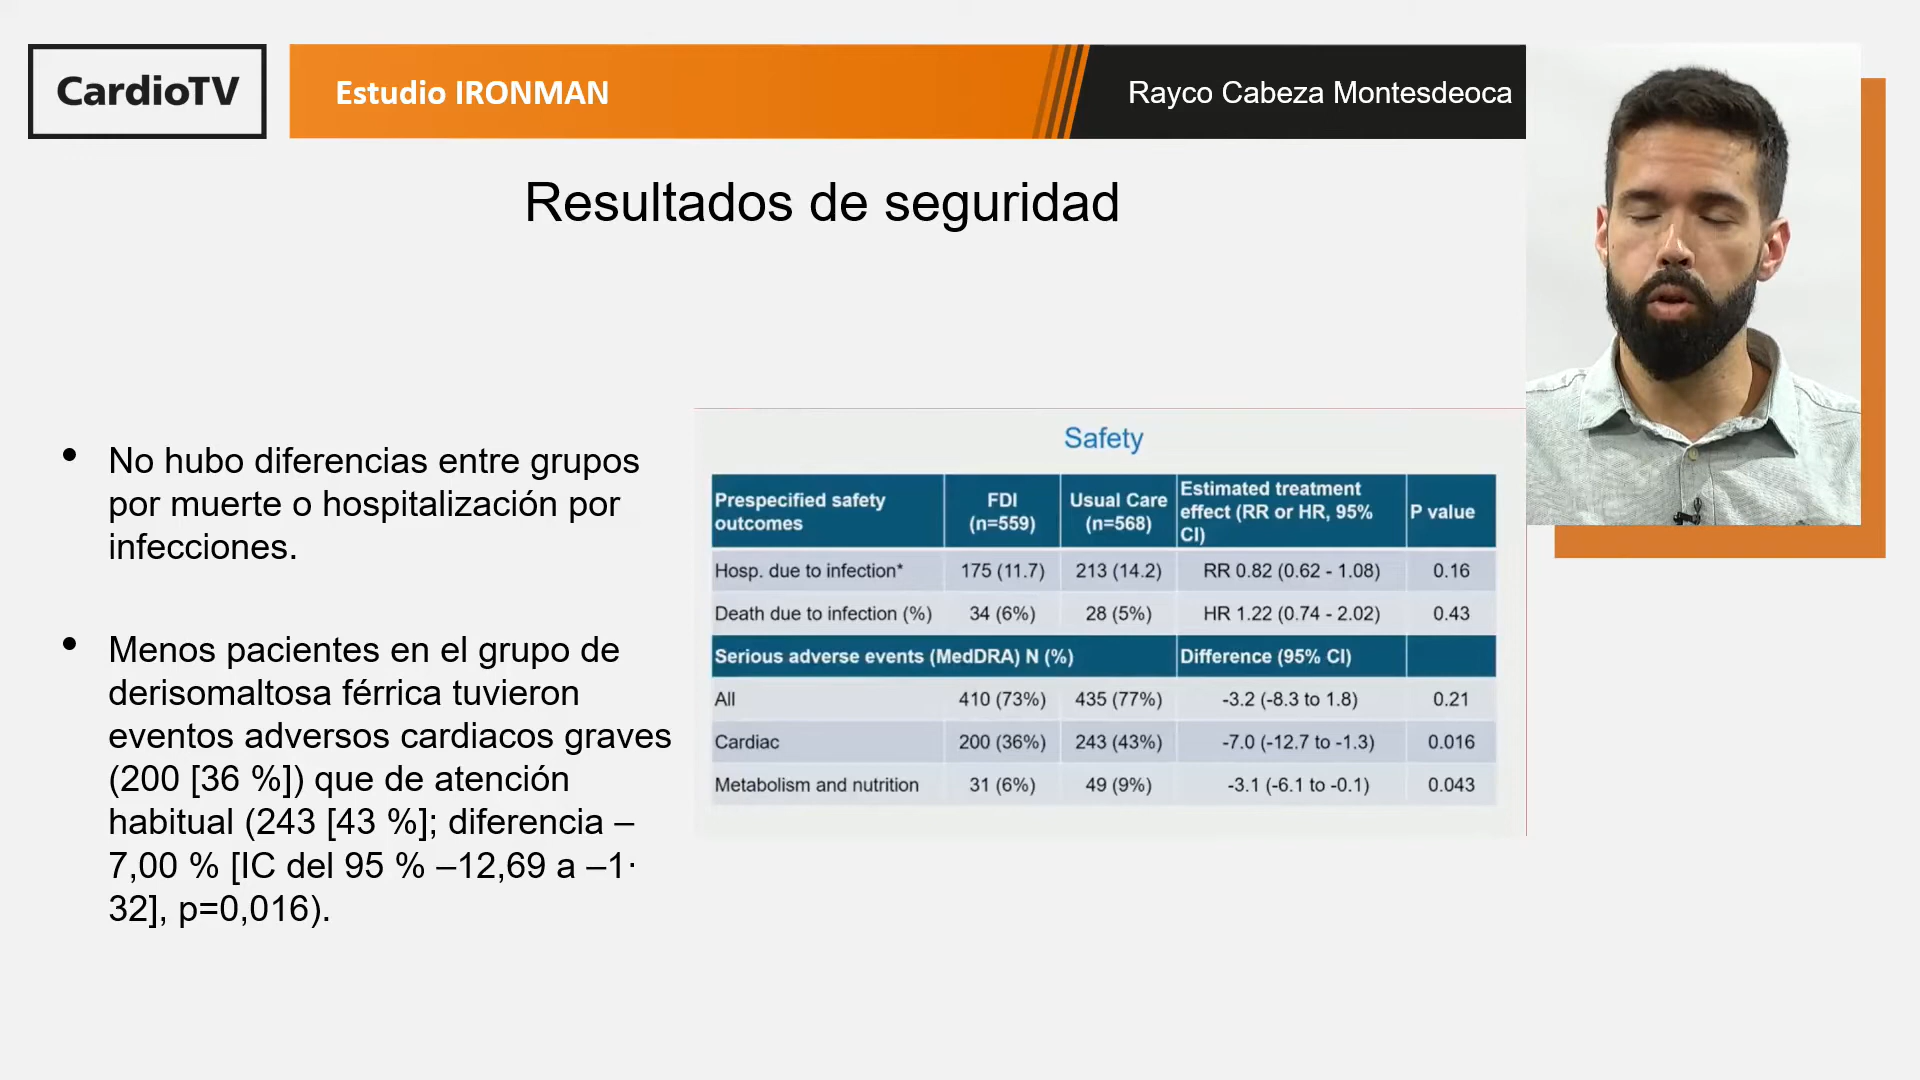 CardioTV
Estudio IRONMAN
Rayco Cabeza Montesdeoca
Resultados de seguridad
• No hubo diferencias entre grupos
por muerte o hospitalización por
infecciones.
• Menos pacientes en el grupo de
derisomaltosa férrica tuvieron
eventos adversos cardiacos graves
(200 [36 %]) que de atención
habitual (243 [43 %]; diferencia –
7,00 % [IC del 95 % –12,69 a –1·
32], p=0,016).
Safety
Prespecified safety outcomes FDI (n=559) Usual Care (n=568) Estimated treatment effect (RR or HR, 95% CI) P value
Hosp. due to infection* 175 (11.7) 213 (14.2) RR 0.82 (0.62 - 1.08) 0.16
Death due to infection (%) 34 (6%) 28 (5%) HR 1.22 (0.74 - 2.02) 0.43
Serious adverse events (MedDRA) N (%) Difference (95% CI)
All 410 (73%) 435 (77%) -3.2 (-8.3 to 1.8) 0.21
Cardiac 200 (36%) 243 (43%) -7.0 (-12.7 to -1.3) 0.016
Metabolism and nutrition 31 (6%) 49 (9%) -3.1 (-6.1 to -0.1) 0.043